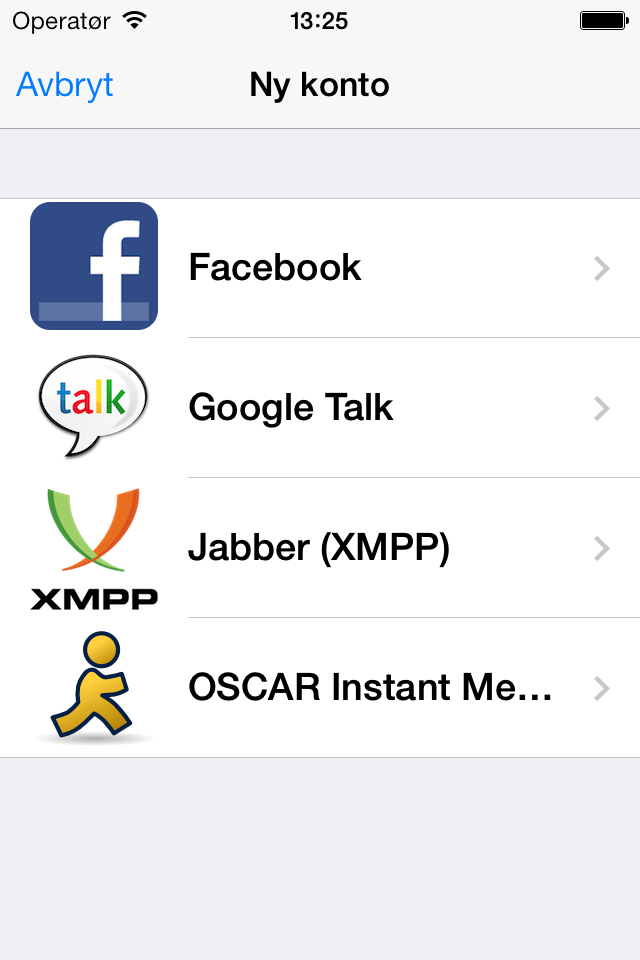 Operatør 13:25
Avbryt Ny konto
f
Facebook
talk
Google Talk
Jabber (XMPP)
XMPP
OSCAR Instant Me...